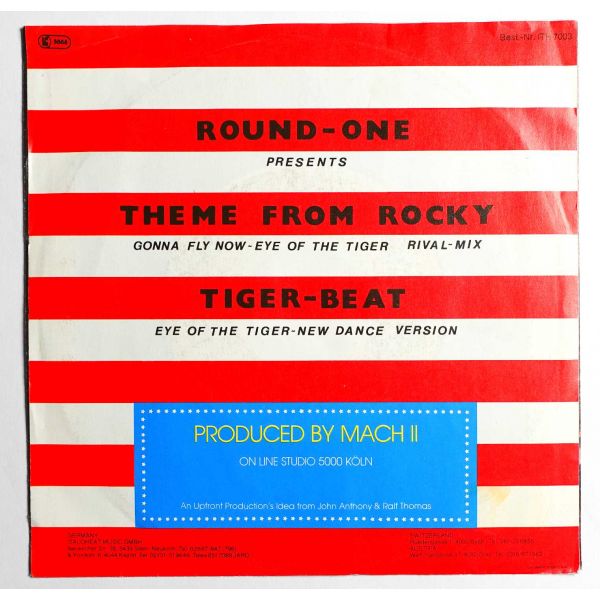 Best.-Nr. ITH 7003
ROUND-ONE
PRESENTS
THEME FROM ROCKY
GONNA FLY NOW-EYE OF THE TIGER RIVAL-MIX
TIGER-BEAT
EYE OF THE TIGER-NEW DANCE VERSION
PRODUCED BY MACH II
ON LINE STUDIO 5000 KÖLN
An Upfront Production's Idea from John Anthony & Ralf Thomas
GERMANY
SWITZERLAND
AUSTRIA